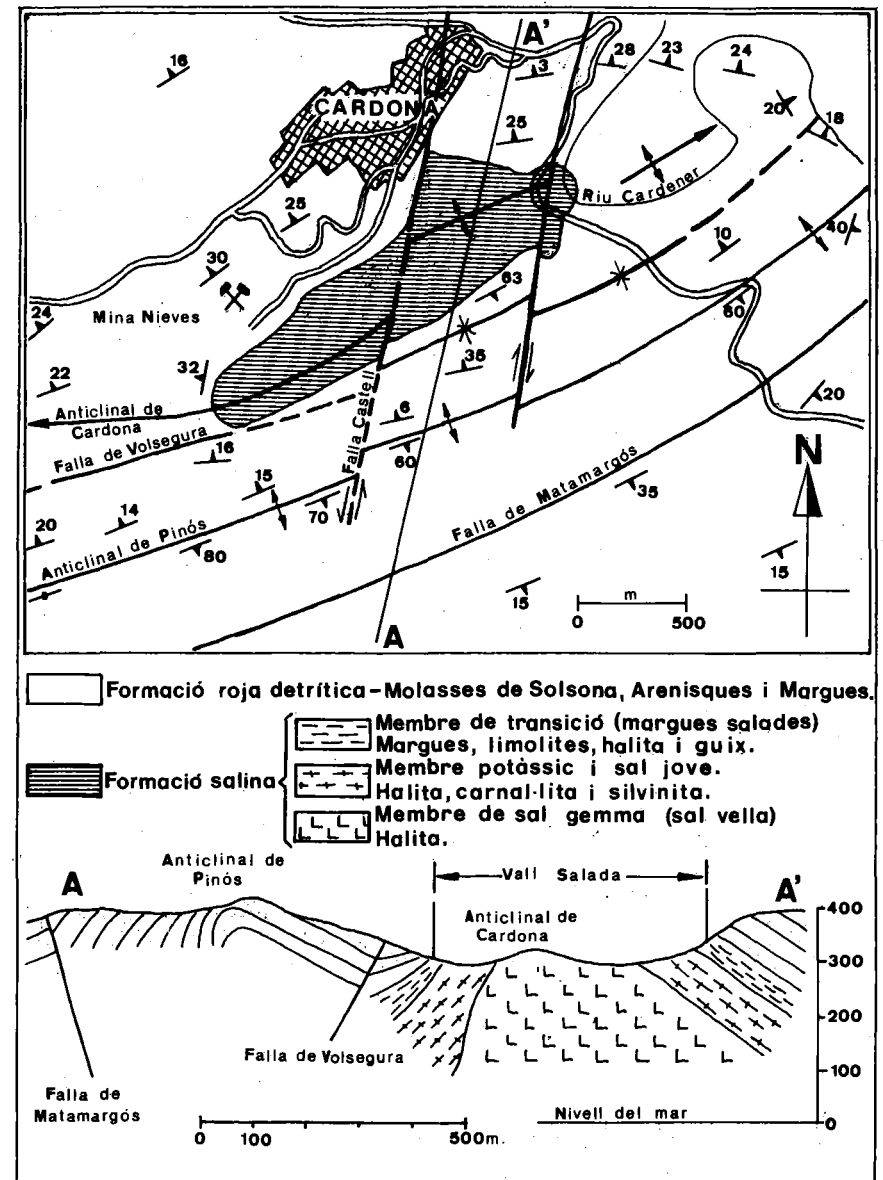 A'
16
3
28
23
24
CARDONA
20
18
25
Riu Cardener
25
10
40
30
63
Mina Nieves
60
24
35
22
32
20
Anticlinal de
Cardona
Falla Castell
6
Falla de Volsegura
16
60
N
15
Falla de Matamargós
35
14
70
20
Anticlinal de Pinós
80
15
15
m
0 500
A
Formació roja detrítica-Molasses de Solsona, Arenisques i Margues.
Formació salina
Membre de transició (margues salades)
Margues, limolites, halita i guix.
Membre potàssic i sal jove.
Halita, carnal·lita i silvinita.
Membre de sal gemma (sal vella)
Halita.
Anticlinal de
Pinós
Vall Salada
A
A'
Anticlinal de
Cardona
400
300
200
100
0
Falla de Volsegura
Falla de
Matamargós
Nivell del mar
0 100 500m.